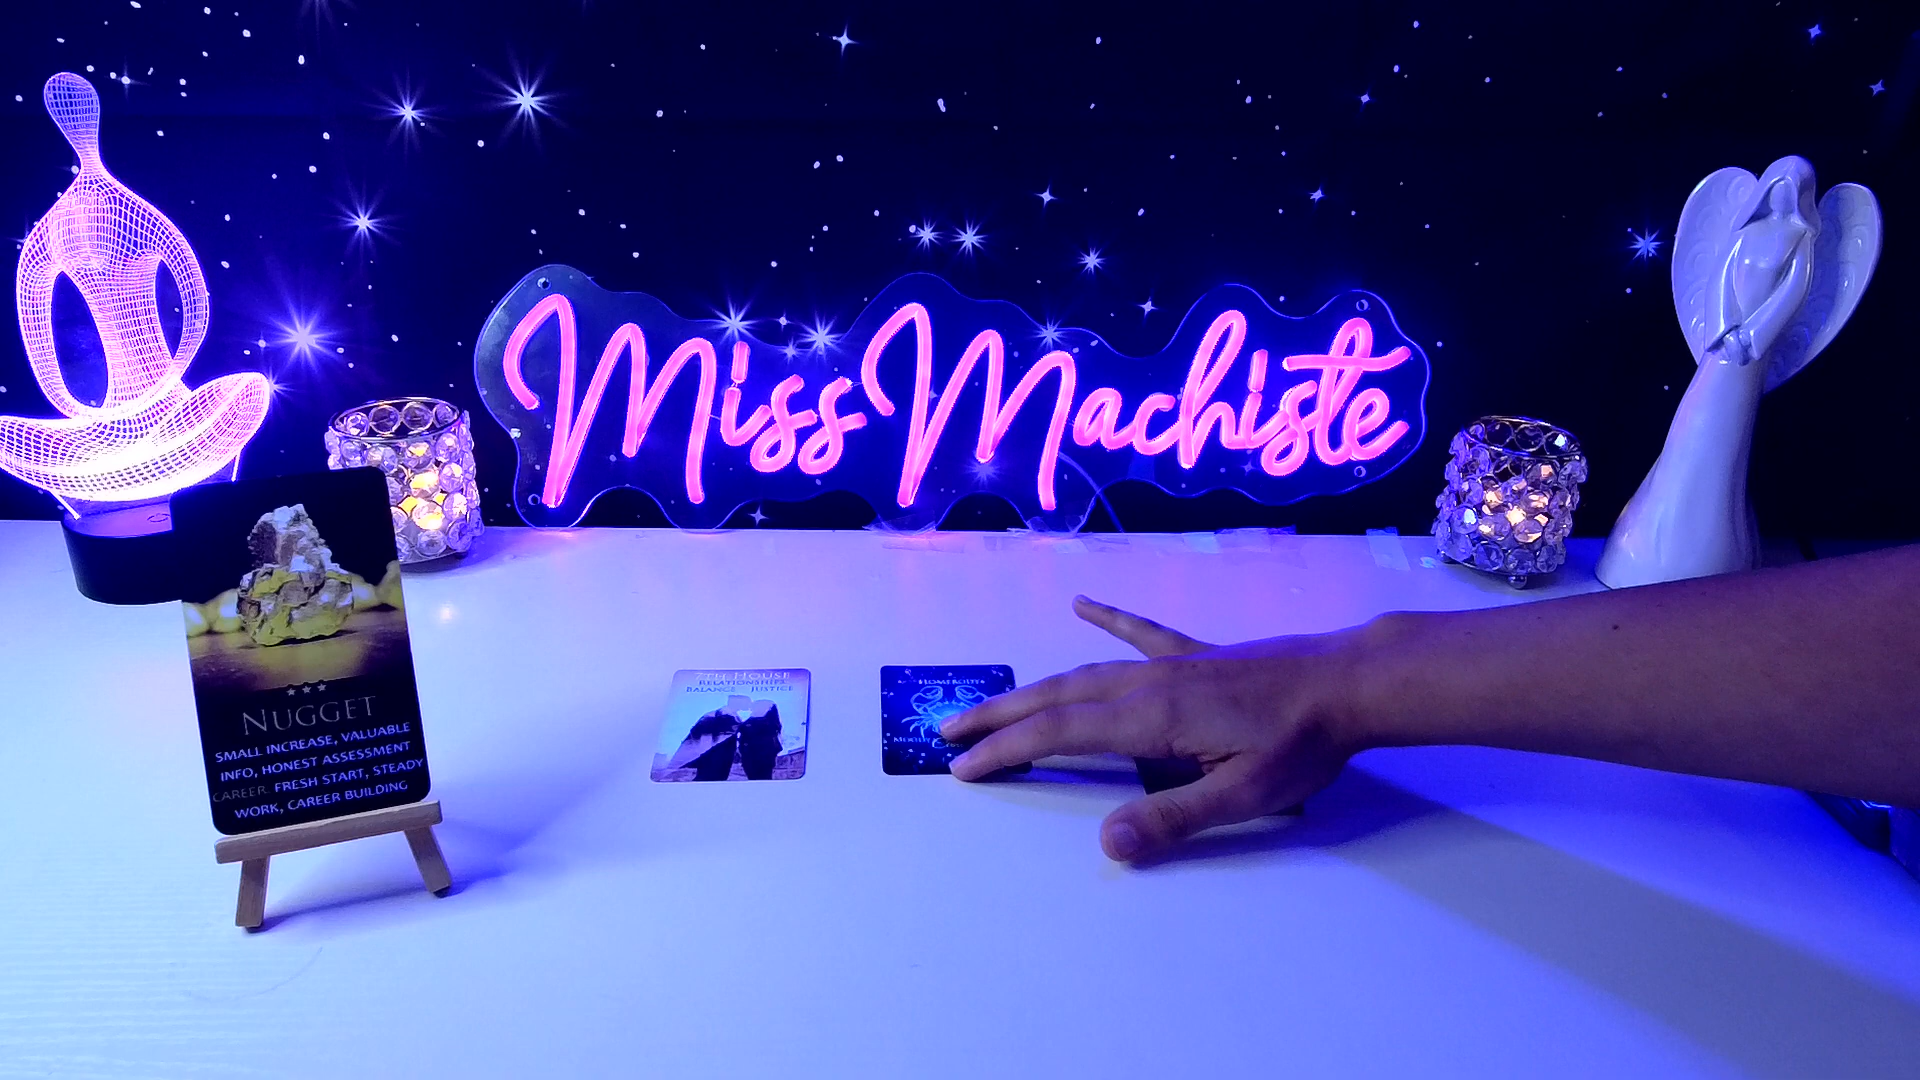 Miss Machiste
NUGGET
SMALL INCREASE, VALUABLE
INFO, HONEST ASSESSMENT
CAREER FRESH START, STEADY
WORK, CAREER BUILDING
7TH HOUSE
RELATIONSHIPS
BALANCE JUSTICE